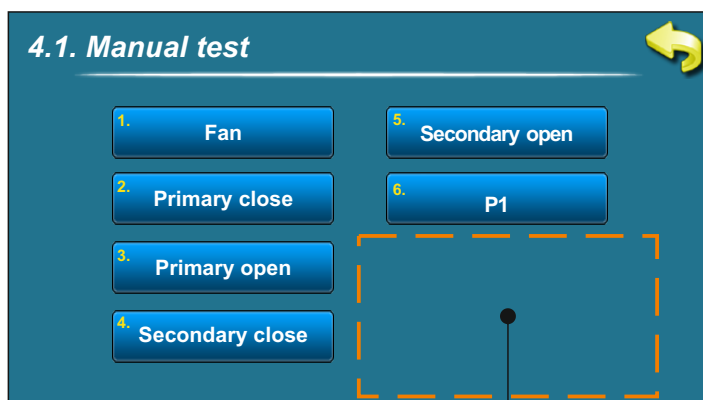 4.1. Manual test
1. Fan
2. Primary close
3. Primary open
4. Secondary close
5. Secondary open
6. P1